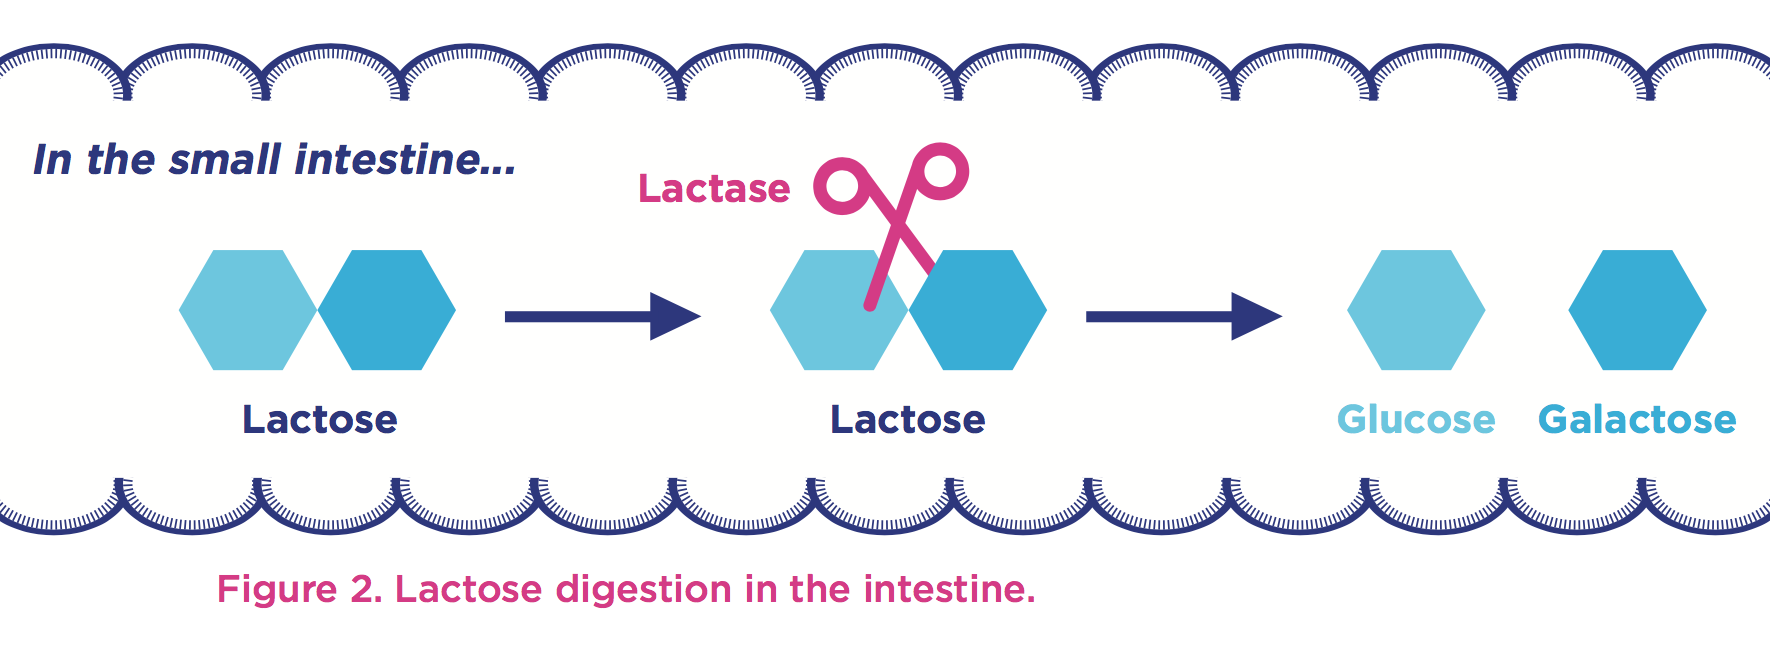 In the small intestine...
Lactase
Lactose
Lactose
Glucose
Galactose
Figure 2. Lactose digestion in the intestine.